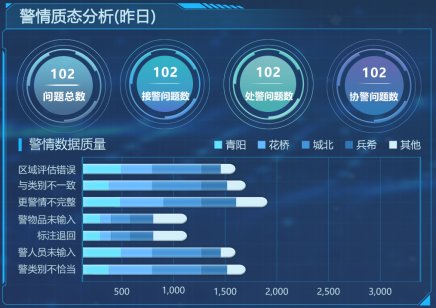 警情质态分析(昨日)
102 102 102 102
问题总数 接警问题数 处警问题数 协警问题数
警情数据质量 青阳 花桥 城北 兵希 其他
区域评估错误
与类别不一致
更警情不完整
警物品未输入
标注退回
警人员未输入
警类别不恰当
500 1,000 1,500 2,000 2,500 3,000